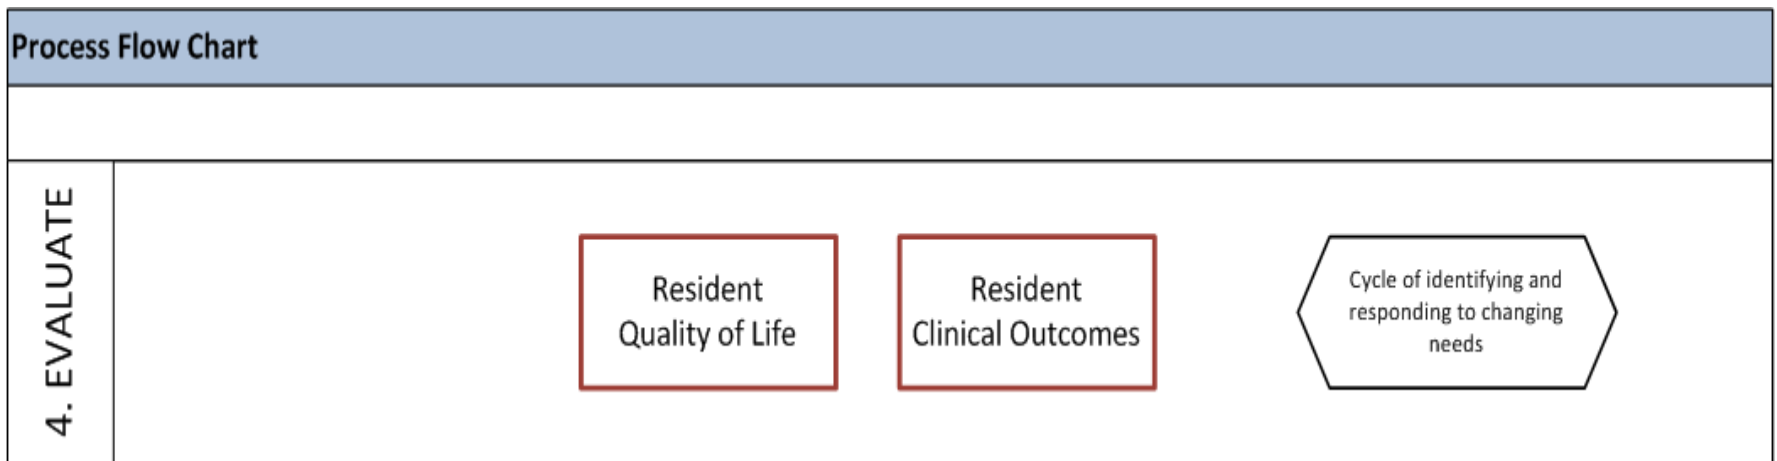 Process Flow Chart
4. EVALUATE
Resident
Quality of Life
Resident
Clinical Outcomes
Cycle of identifying and
responding to changing
needs